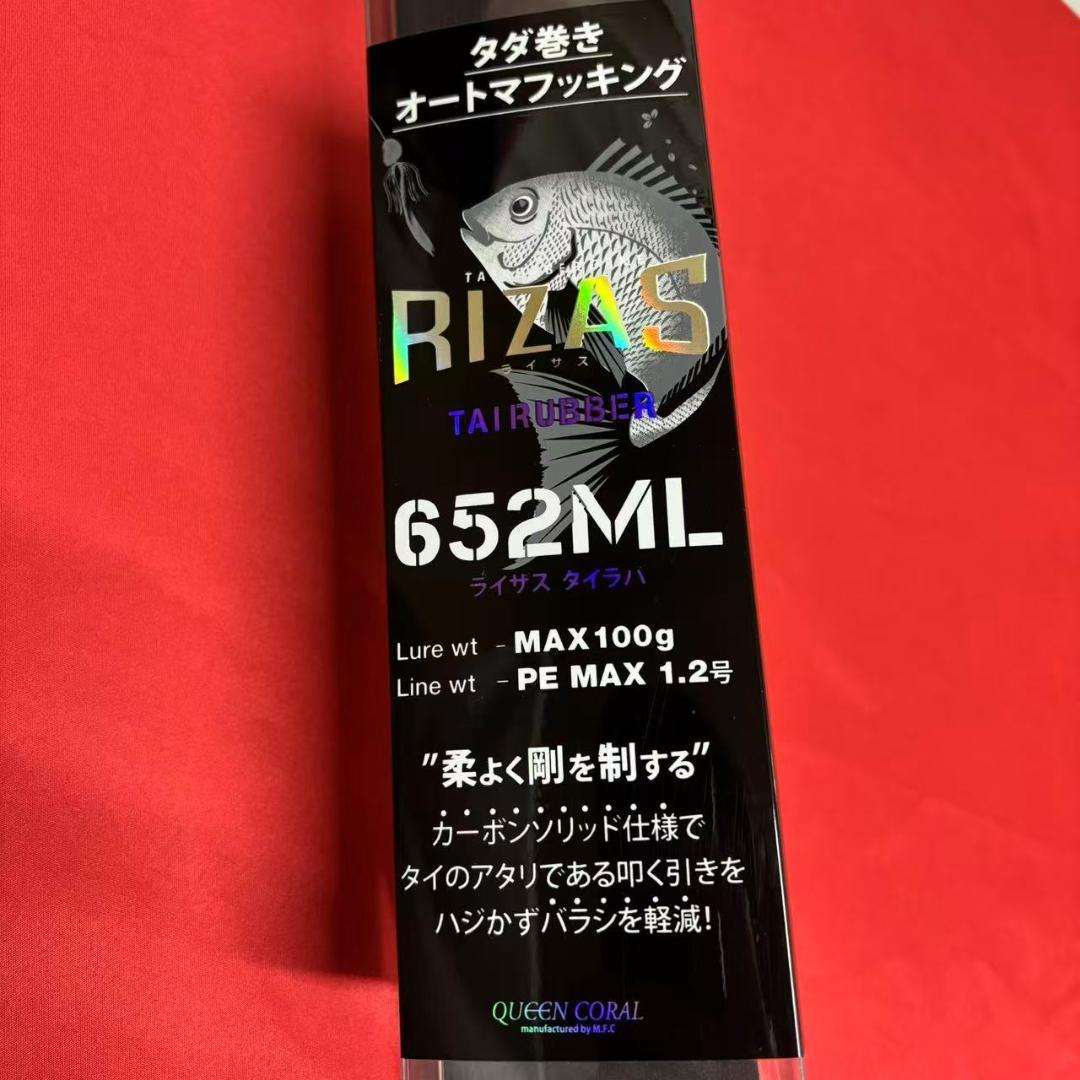 タダ巻き
オートマフッキング
RIZAS
ライサス
TAIRUBBER
652ML
ライサス タイラバ
Lure wt - MAX100g
Line wt - PE MAX 1.2号
"柔よく剛を制する"
カーボンソリッド仕様で
タイのアタリである叩く引きを
ハジかずバラシを軽減!
QUEEN CORAL
manufactured by M.F.C